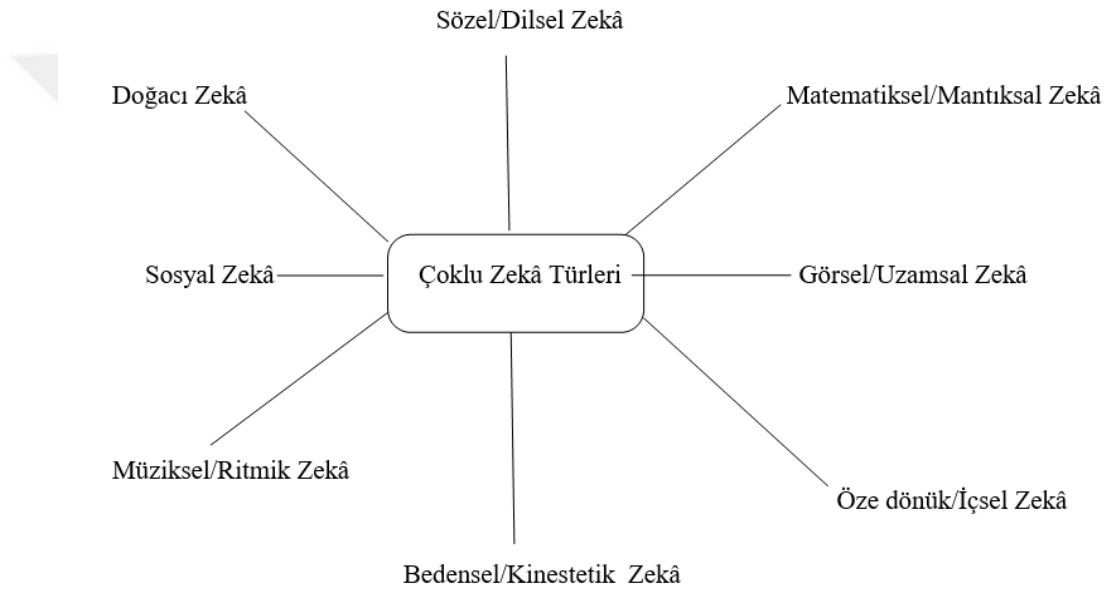 Sözel/Dilsel Zekâ
Doğacı Zekâ
Matematiksel/Mantıksal Zekâ
Sosyal Zekâ
Çoklu Zekâ Türleri
Görsel/Uzamsal Zekâ
Müziksel/Ritmik Zekâ
Öze dönük/İçsel Zekâ
Bedensel/Kinestetik Zekâ